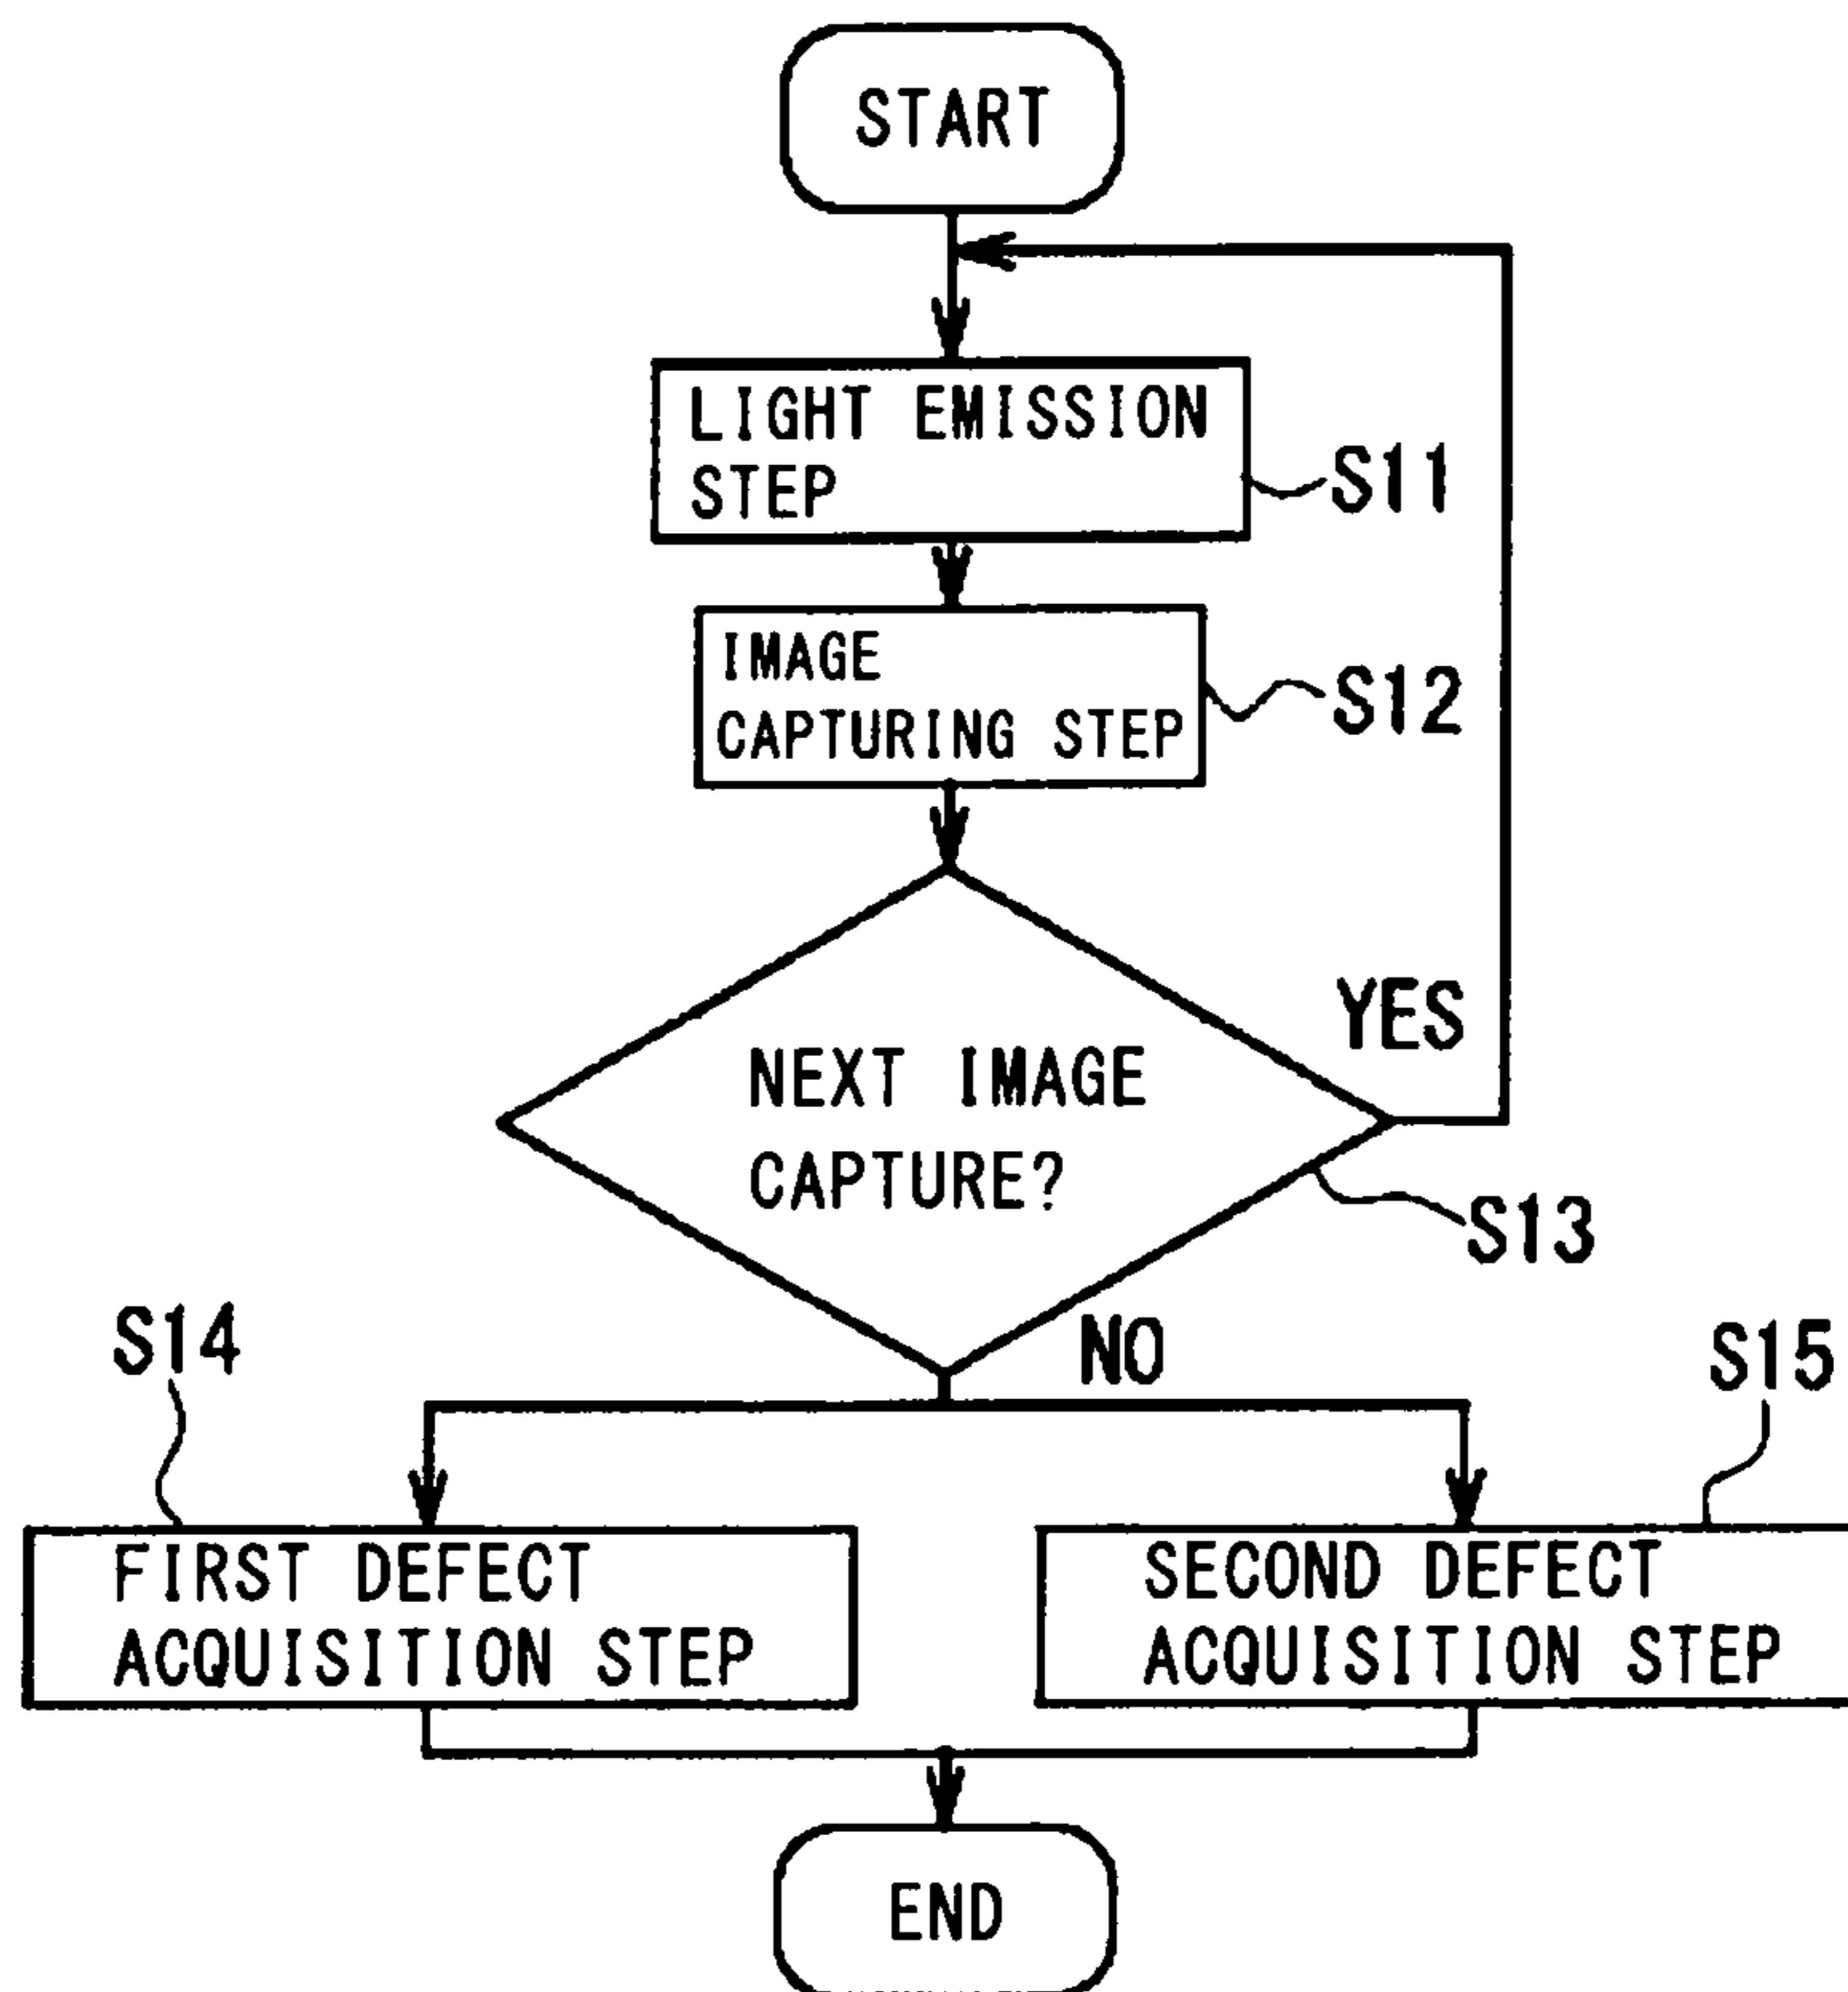 START
LIGHT EMISSION
STEP
S11
IMAGE
CAPTURING STEP
S12
YES
NEXT IMAGE
CAPTURE?
S13
NO
S14
S15
FIRST DEFECT
ACQUISITION STEP
SECOND DEFECT
ACQUISITION STEP
END